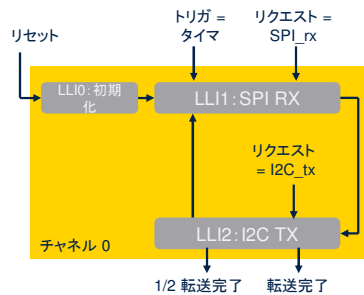 トリガ =
タイマ
リクエスト =
SPI_rx
リセット
LLI0:初期
化
LLI1:SPI RX
リクエスト
= I2C_tx
LLI2:I2C TX
チャネル 0
1/2 転送完了
転送完了